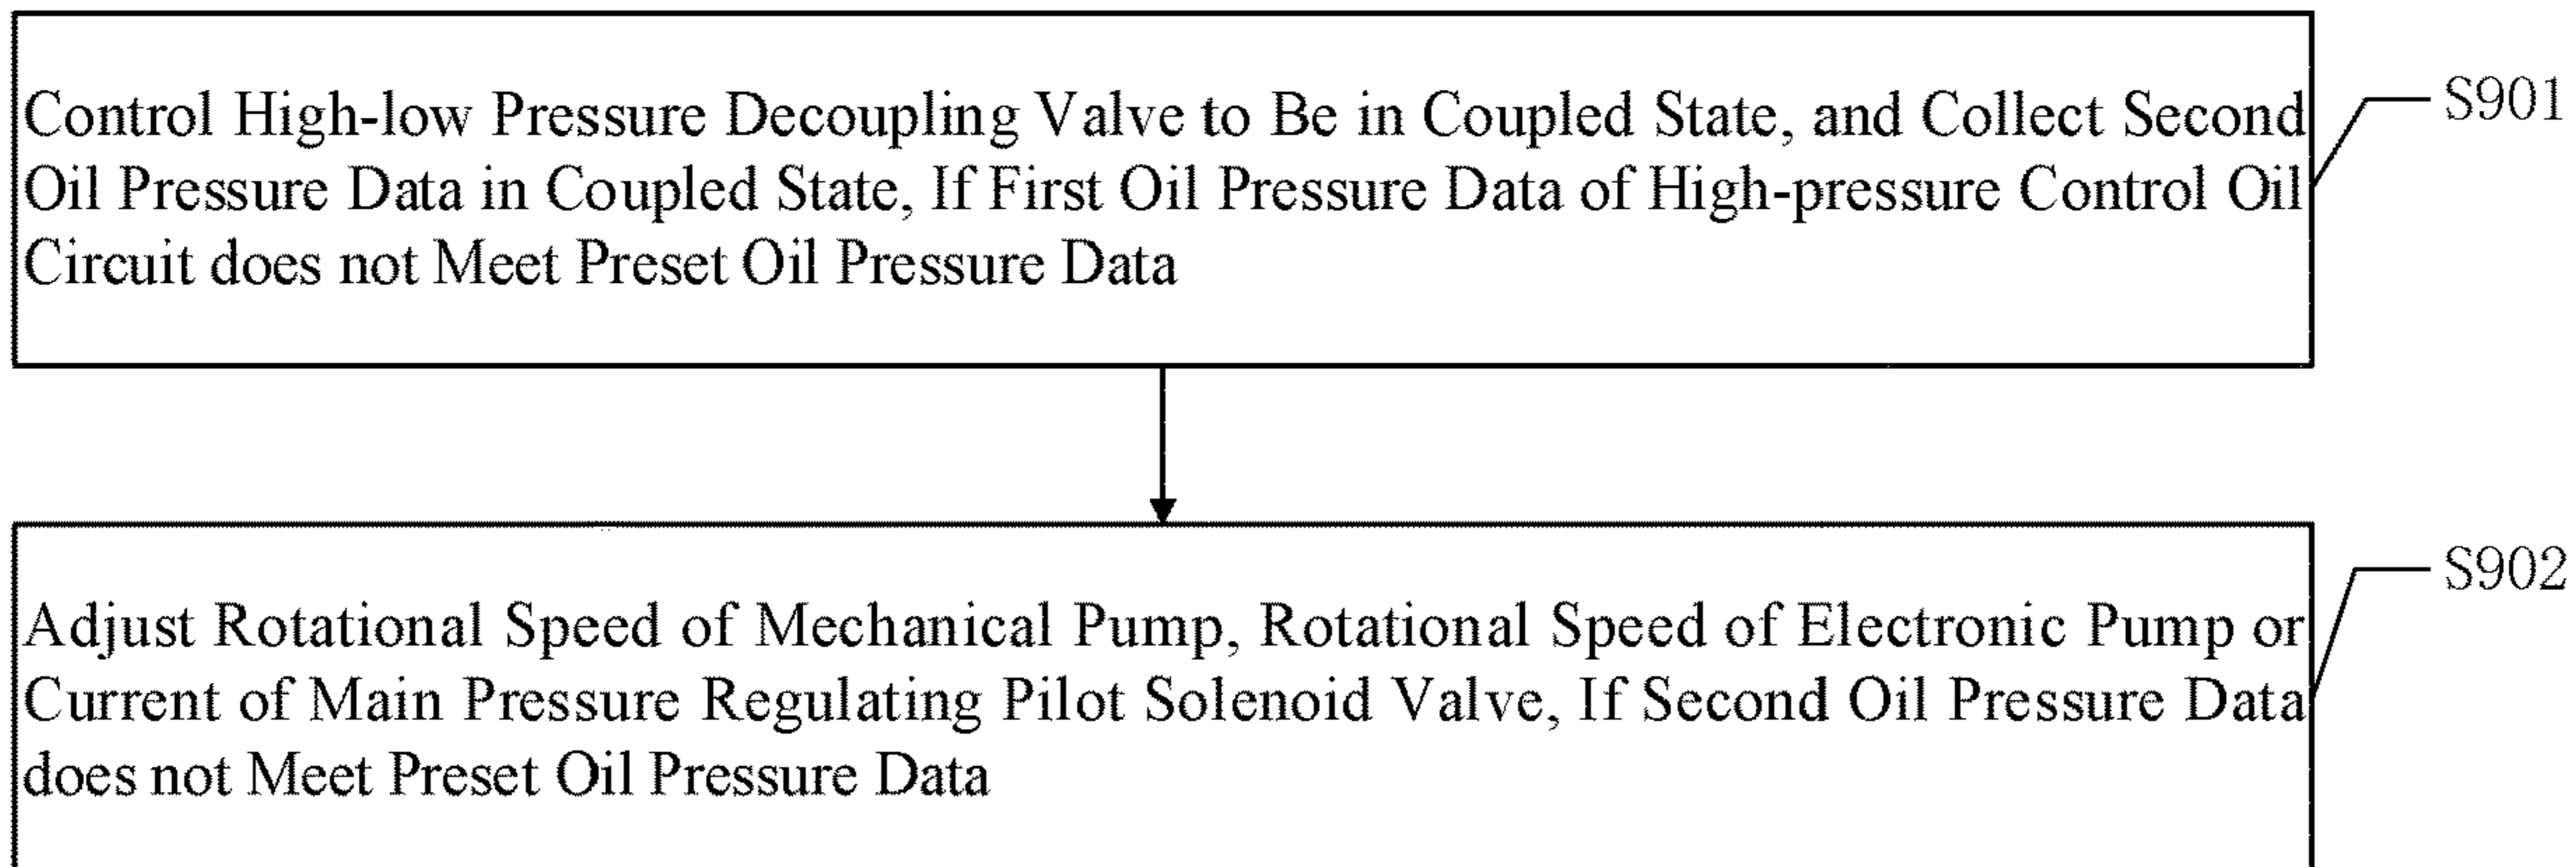 Control High-low Pressure Decoupling Valve to Be in Coupled State, and Collect Second
Oil Pressure Data in Coupled State, If First Oil Pressure Data of High-pressure Control Oil
Circuit does not Meet Preset Oil Pressure Data
S901
Adjust Rotational Speed of Mechanical Pump, Rotational Speed of Electronic Pump or
Current of Main Pressure Regulating Pilot Solenoid Valve, If Second Oil Pressure Data
does not Meet Preset Oil Pressure Data
S902